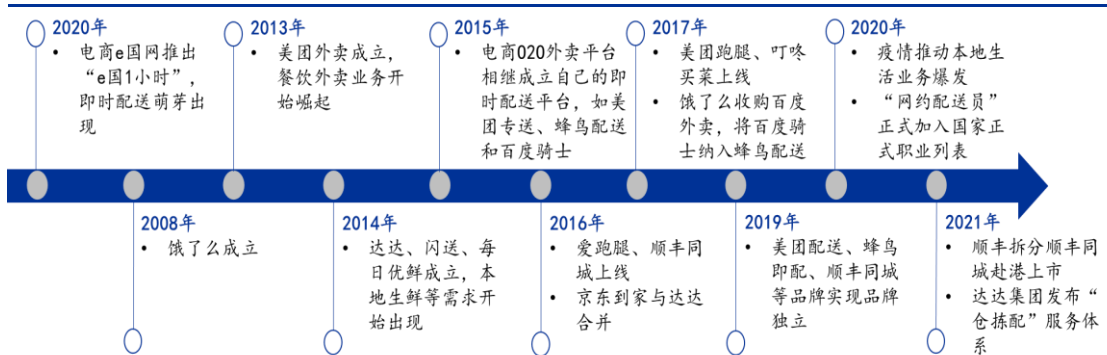 2020年
• 电商e国网推出
“e国1小时”，
即时配送萌芽出
现
2008年
• 饿了么成立
2013年
• 美团外卖成立，
餐饮外卖业务开
始崛起
2014年
• 达达、闪送、每
日优鲜成立，本
地生鲜等需求开
始出现
2015年
• 电商O2O外卖平台
相继成立自己的即
时配送平台，如美
团专送、蜂鸟配送
和百度骑士
2016年
• 爱跑腿、顺丰同
城上线
• 京东到家与达达
合并
2017年
• 美团跑腿、叮咚
买菜上线
• 饿了么收购百度
外卖，将百度骑
士纳入蜂鸟配送
2019年
• 美团配送、蜂鸟
即配、顺丰同城
等品牌实现品牌
独立
2020年
• 疫情推动本地生
活业务爆发
• “网约配送员”
正式加入国家正
式职业列表
2021年
• 顺丰拆分顺丰同
城赴港上市
• 达达集团发布“
仓拣配”服务体
系